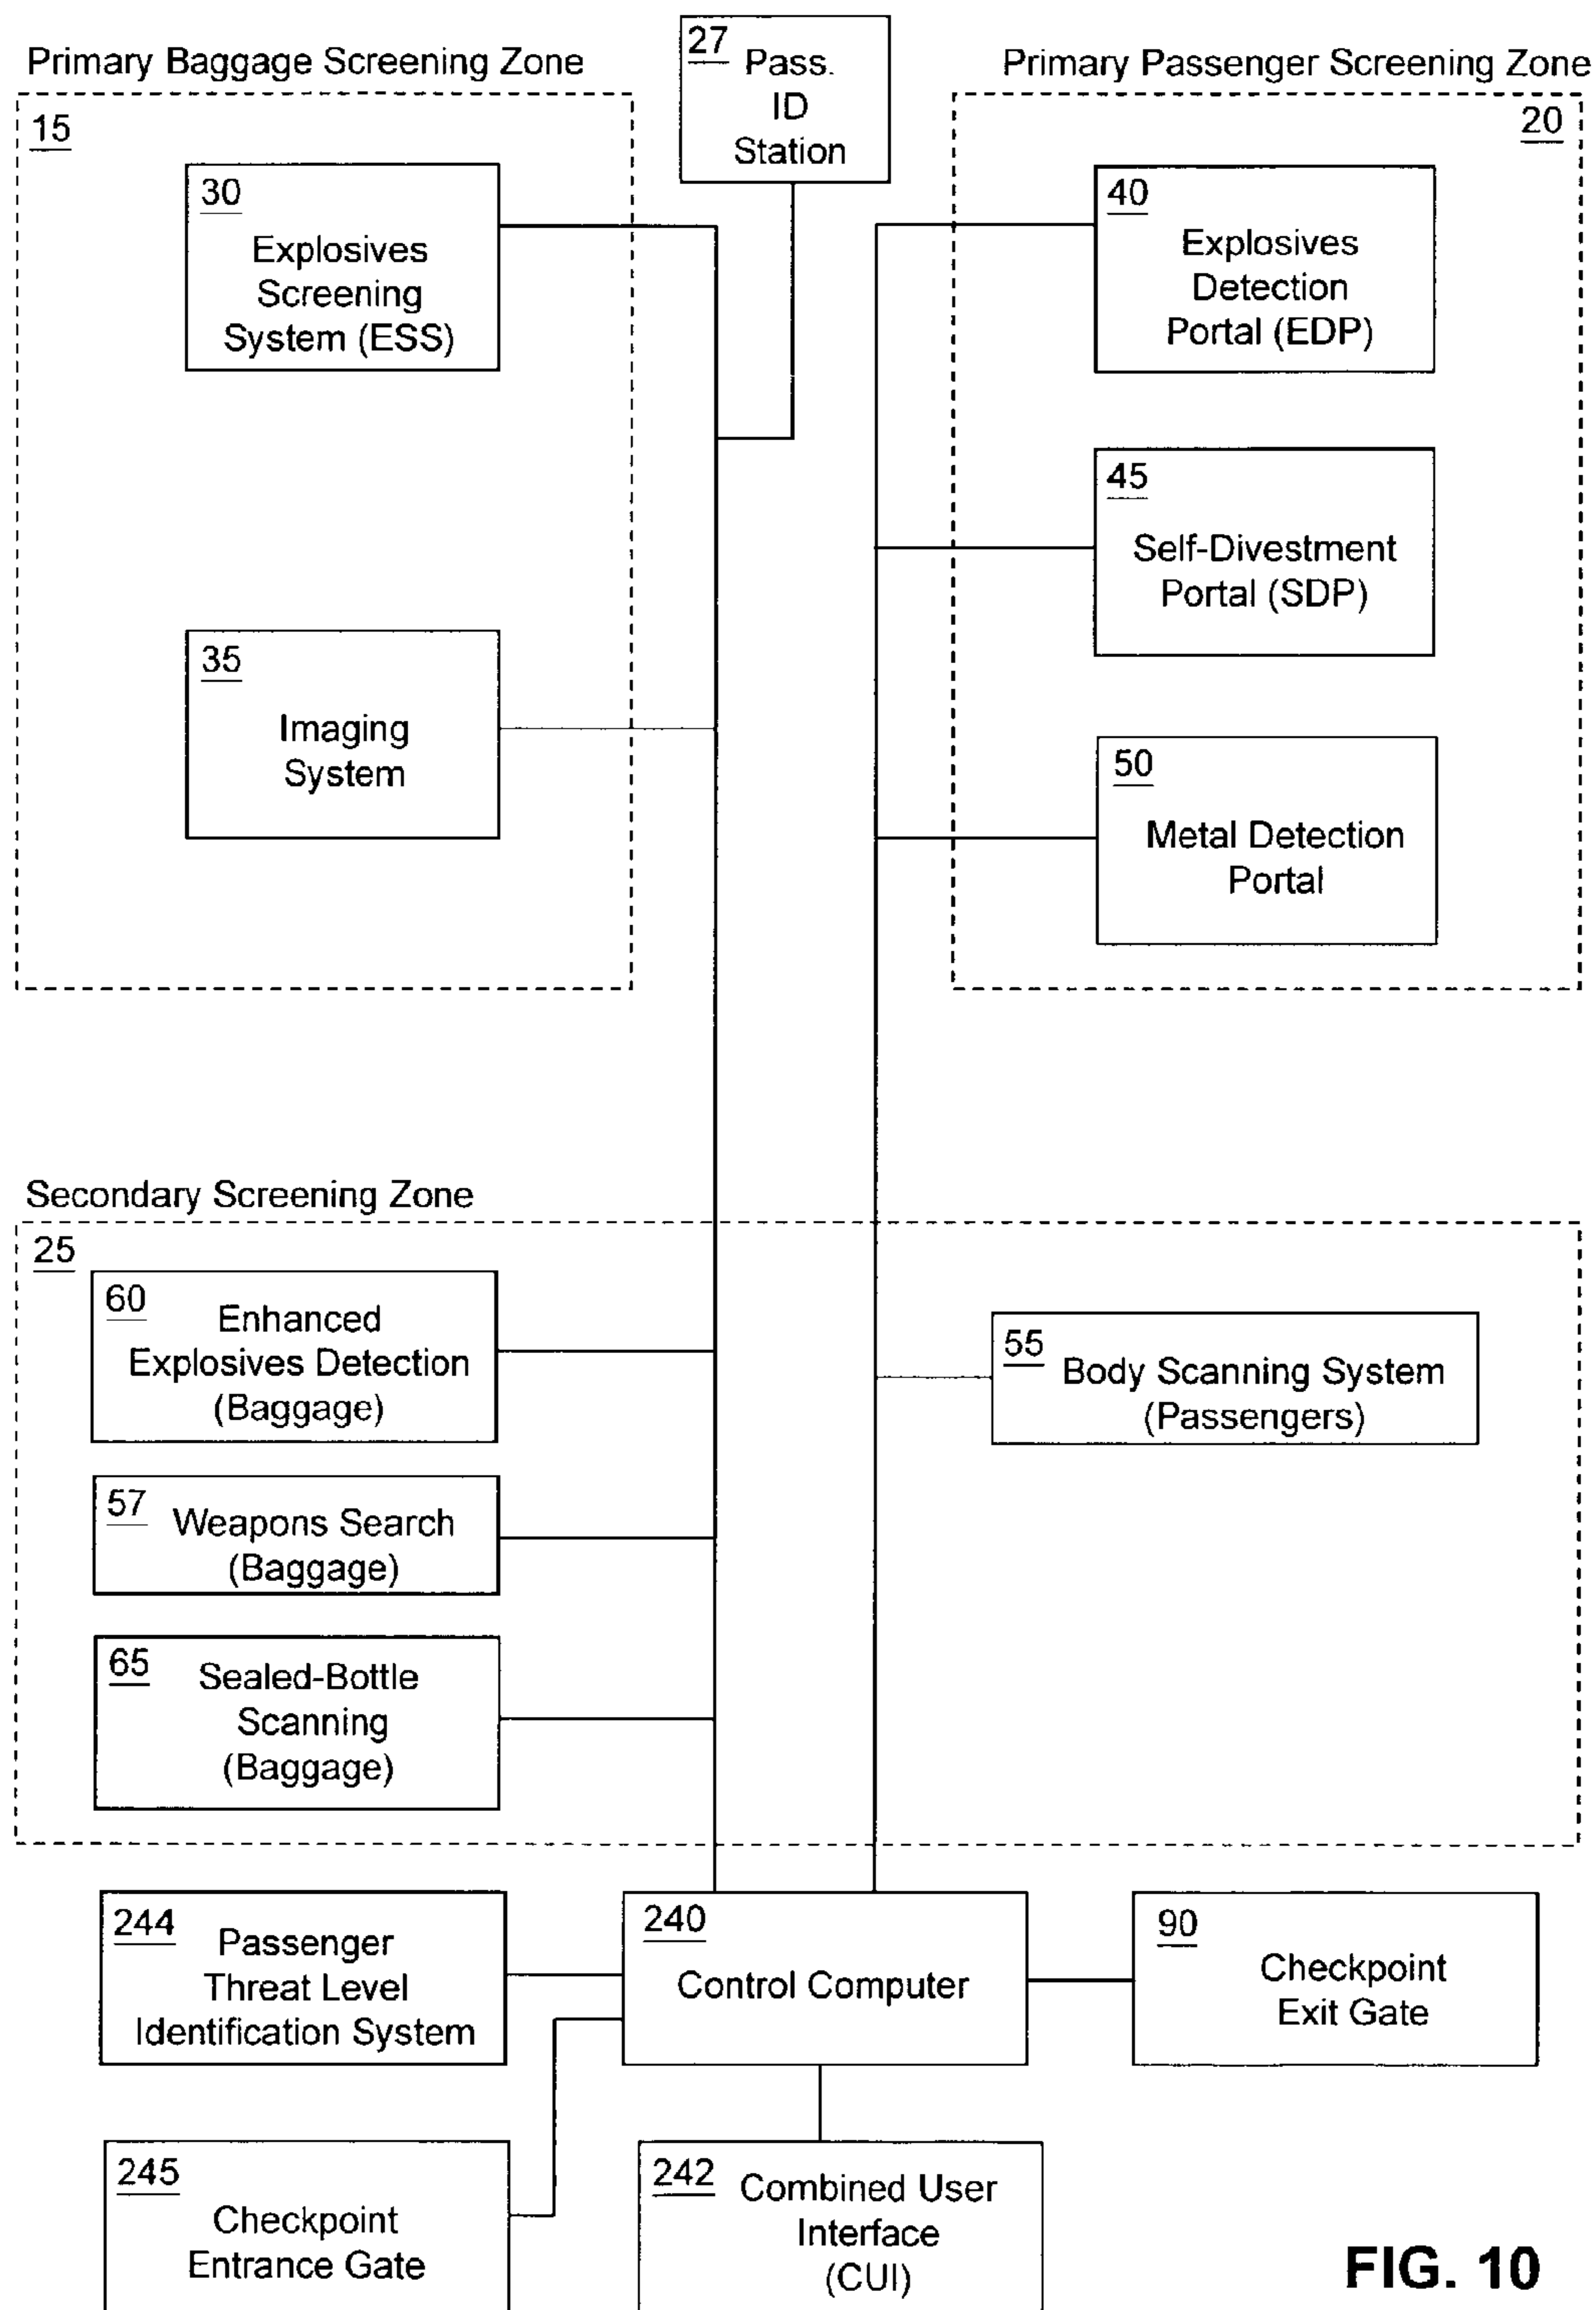 Primary Baggage Screening Zone
27
Pass.
ID
Station
Primary Passenger Screening Zone
15
30
Explosives
Screening
System (ESS)
35
Imaging
System
20
40
Explosives
Detection
Portal (EDP)
45
Self-Divestment
Portal (SDP)
50
Metal Detection
Portal
Secondary Screening Zone
25
60
Enhanced
Explosives Detection
(Baggage)
57
Weapons Search
(Baggage)
65
Sealed-Bottle
Scanning
(Baggage)
55
Body Scanning System
(Passengers)
244
Passenger
Threat Level
Identification System
240
Control Computer
90
Checkpoint
Exit Gate
245
Checkpoint
Entrance Gate
242
Combined User
Interface
(CUI)
FIG. 10